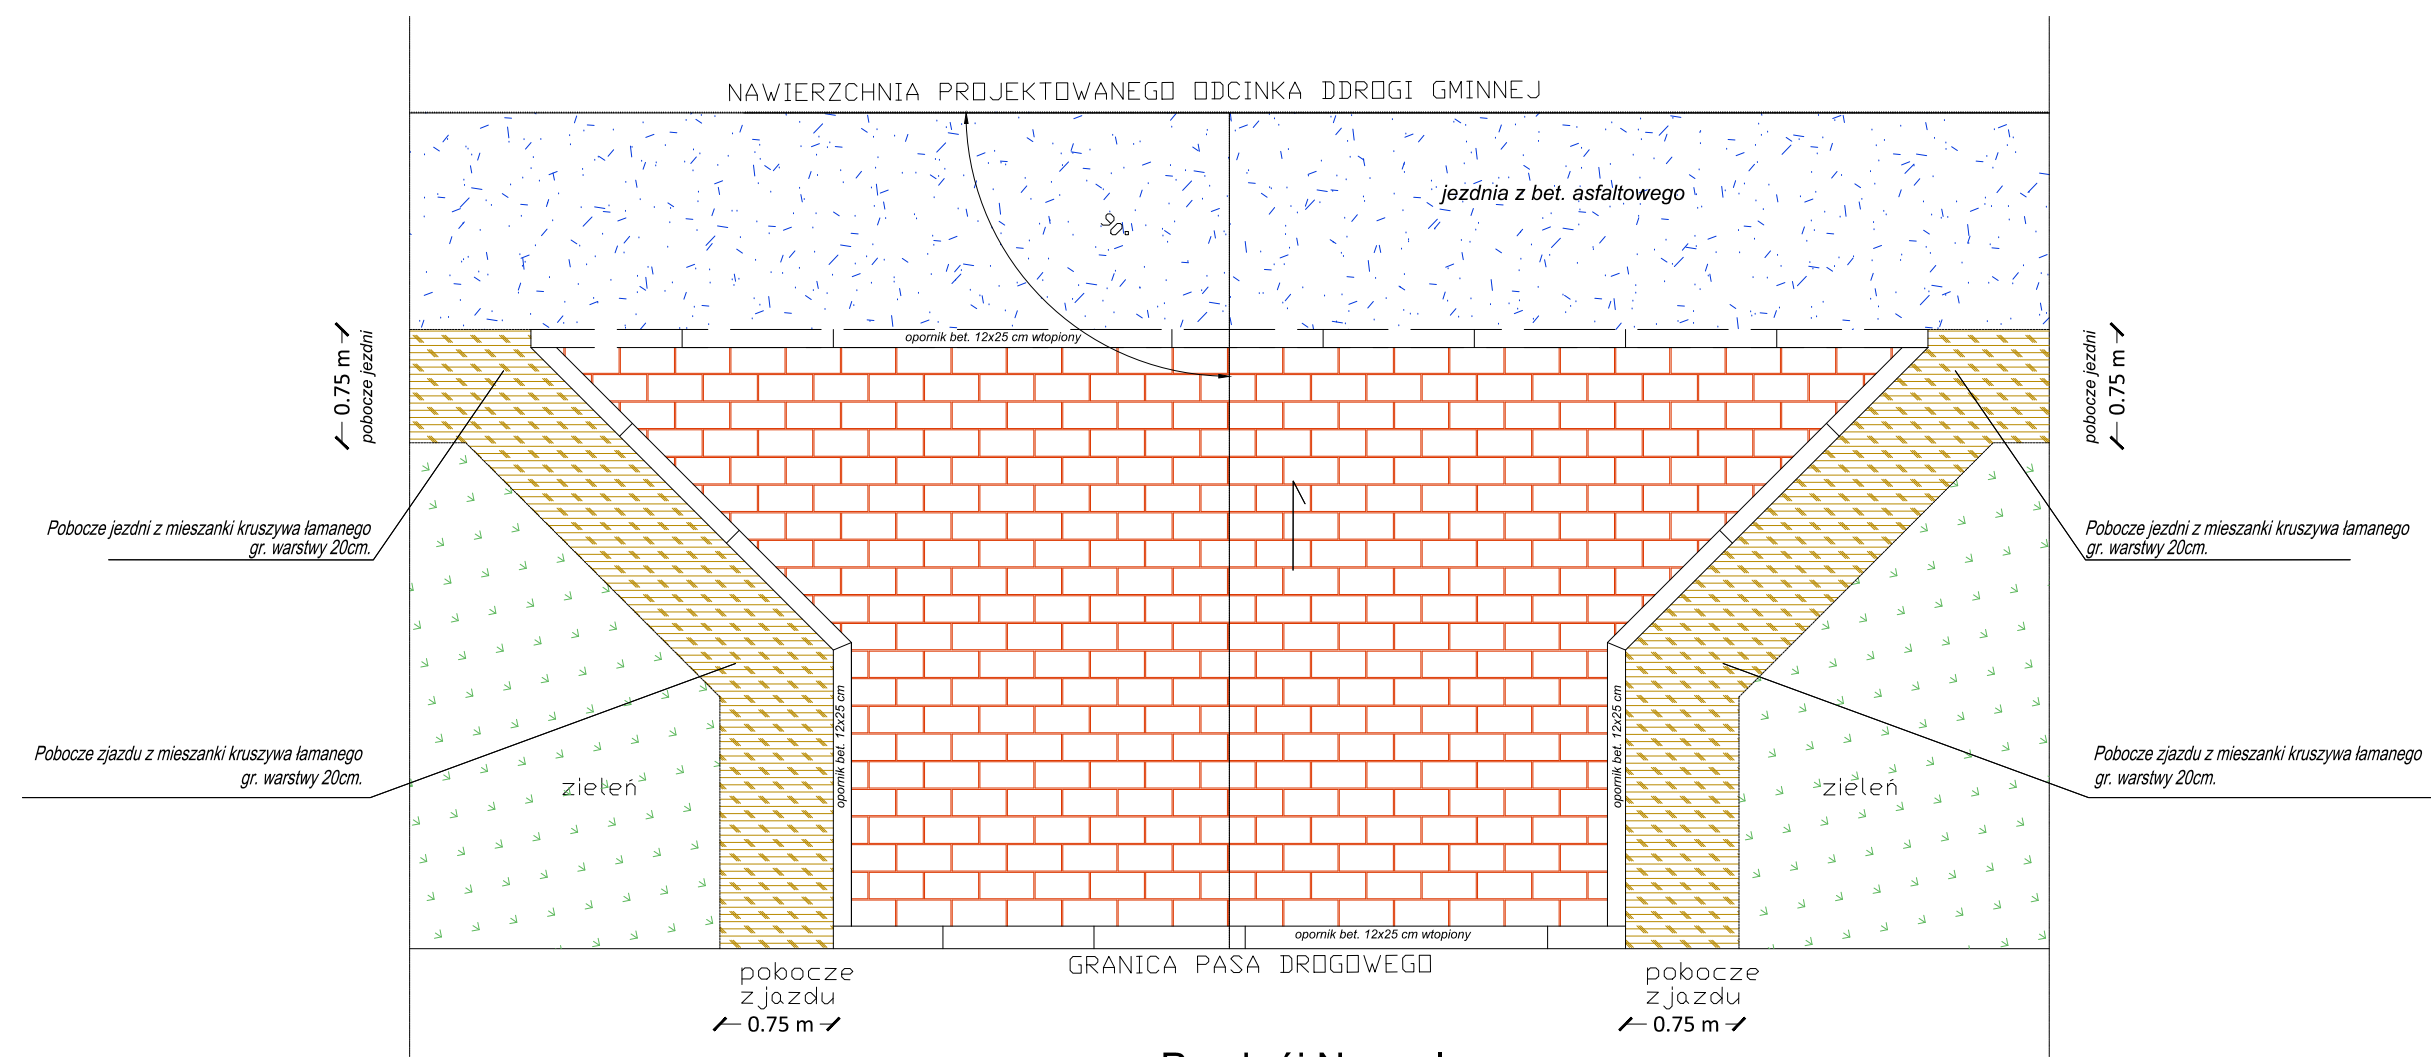 NAWIERZCHNIA PROJEKTOWANEGO ODCINKA DDROGI GMINNEJ
jezdnia z bet. asfaltowego
90°
opornik bet. 12x25 cm wtopiony
0.75 m
pobocze jezdni
pobocze jezdni
0.75 m
Pobocze jezdni z mieszanki kruszywa łamanego
gr. warstwy 20cm.
Pobocze jezdni z mieszanki kruszywa łamanego
gr. warstwy 20cm.
opornik bet. 12x25 cm
opornik bet. 12x25 cm
Pobocze zjazdu z mieszanki kruszywa łamanego
gr. warstwy 20cm.
Pobocze zjazdu z mieszanki kruszywa łamanego
gr. warstwy 20cm.
zieleń
zieleń
opornik bet. 12x25 cm wtopiony
GRANICA PASA DROGOWEGO
pobocze
zjazdu
0.75 m
pobocze
zjazdu
0.75 m